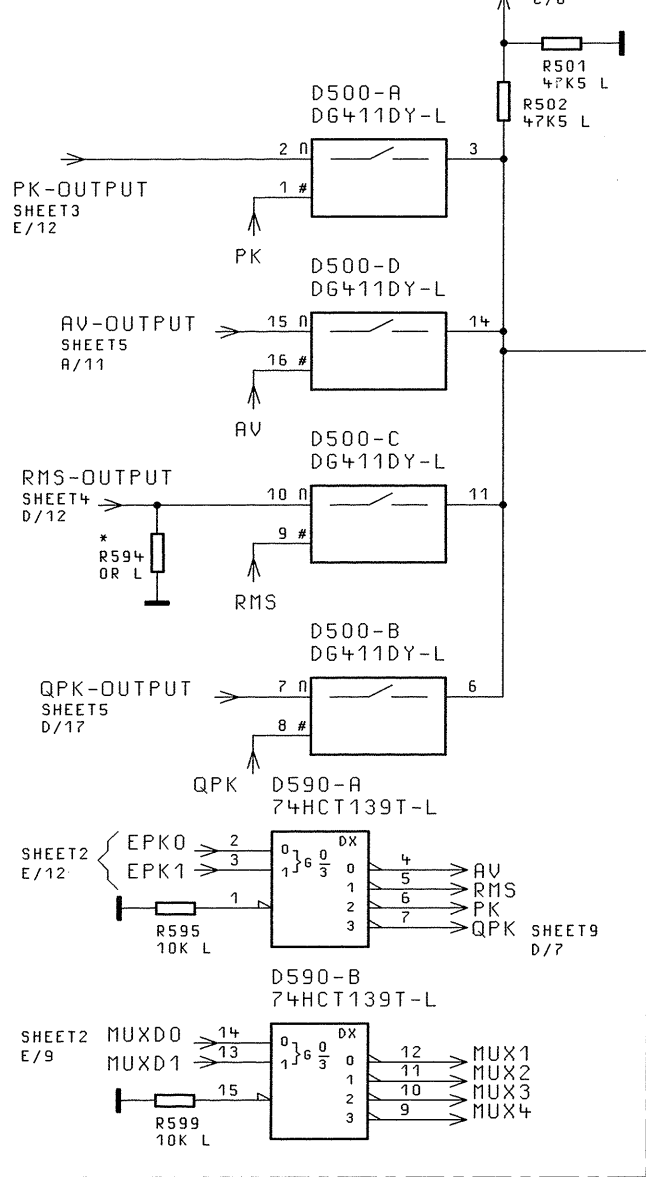 R501
47K5 L
R502
47K5 L
D500-A
DG411DY-L
2 п
3
PK-OUTPUT
SHEET3
E/12
1 #
PK
D500-D
DG411DY-L
AV-OUTPUT
SHEET5
A/11
15 п
14
16 #
AV
D500-C
DG411DY-L
RMS-OUTPUT
SHEET4
D/12
10 п
11
9 #
*
R594
0R L
RMS
D500-B
DG411DY-L
QPK-OUTPUT
SHEET5
D/17
7 п
6
8 #
QPK
D590-A
74HCT139T-L
SHEET2
E/12
EPK0
EPK1
2
3
1
R595
10K L
DX
0
1
}G 0/3
0
1
2
3
4
5
6
7
AV
RMS
PK
QPK
SHEET9
D/7
D590-B
74HCT139T-L
SHEET2
E/9
MUXD0
MUXD1
14
13
15
R599
10K L
DX
0
1
}G 0/3
0
1
2
3
12
11
10
9
MUX1
MUX2
MUX3
MUX4